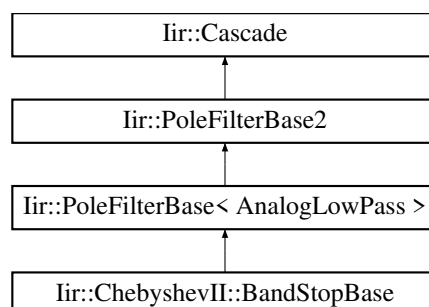 Iir::Cascade
Iir::PoleFilterBase2
Iir::PoleFilterBase< AnalogLowPass >
Iir::ChebyshevII::BandStopBase